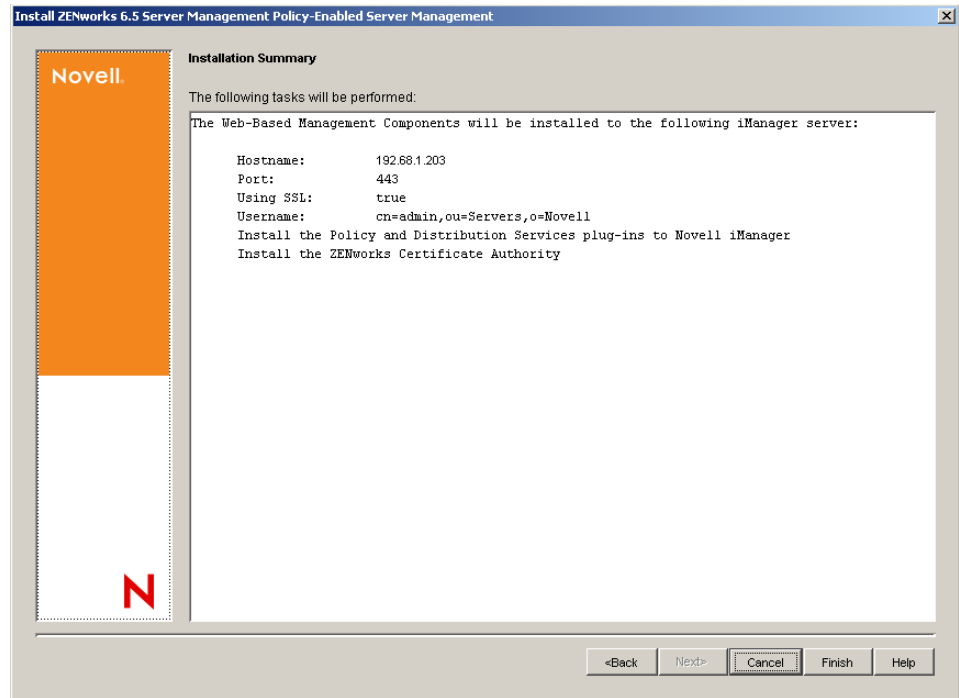 Install ZENworks 6.5 Server Management Policy-Enabled Server Management
Novell.
Installation Summary
The following tasks will be performed:
The Web-Based Management Components will be installed to the following iManager server:
Hostname: 192.68.1.203
Port: 443
Using SSL: true
Username: cn=admin,ou=Servers,o=Novell
Install the Policy and Distribution Services plug-ins to Novell iManager
Install the ZENworks Certificate Authority
N
<Back Next> Cancel Finish Help